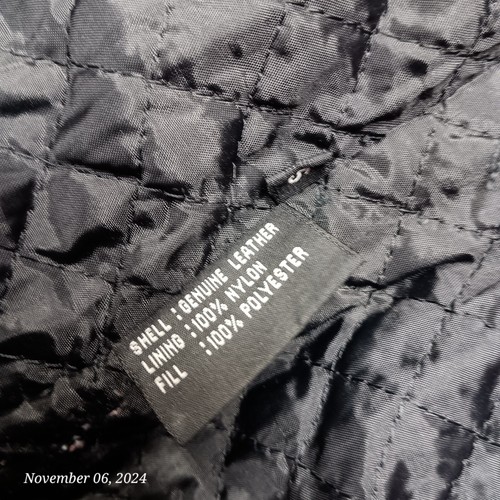 S
SHELL : GENUINE LEATHER
LINING : 100% NYLON
FILL : 100% POLYESTER
November 06, 2024